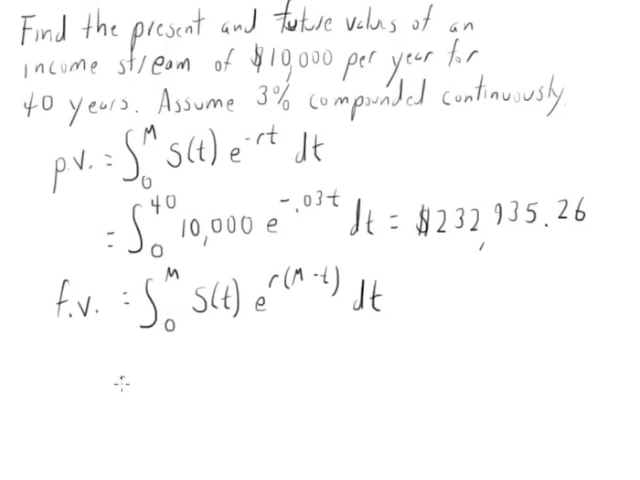 Find the present and future values of an
income stream of $10,000 per year for
40 years. Assume 3% compounded continuously.
p.v. = ∫₀ᴹ S(t) e^-rt dt
= ∫₀⁴⁰ 10,000 e^-.03t dt = $232,935.26
f.v. = ∫₀ᴹ S(t) e^r(M-t) dt